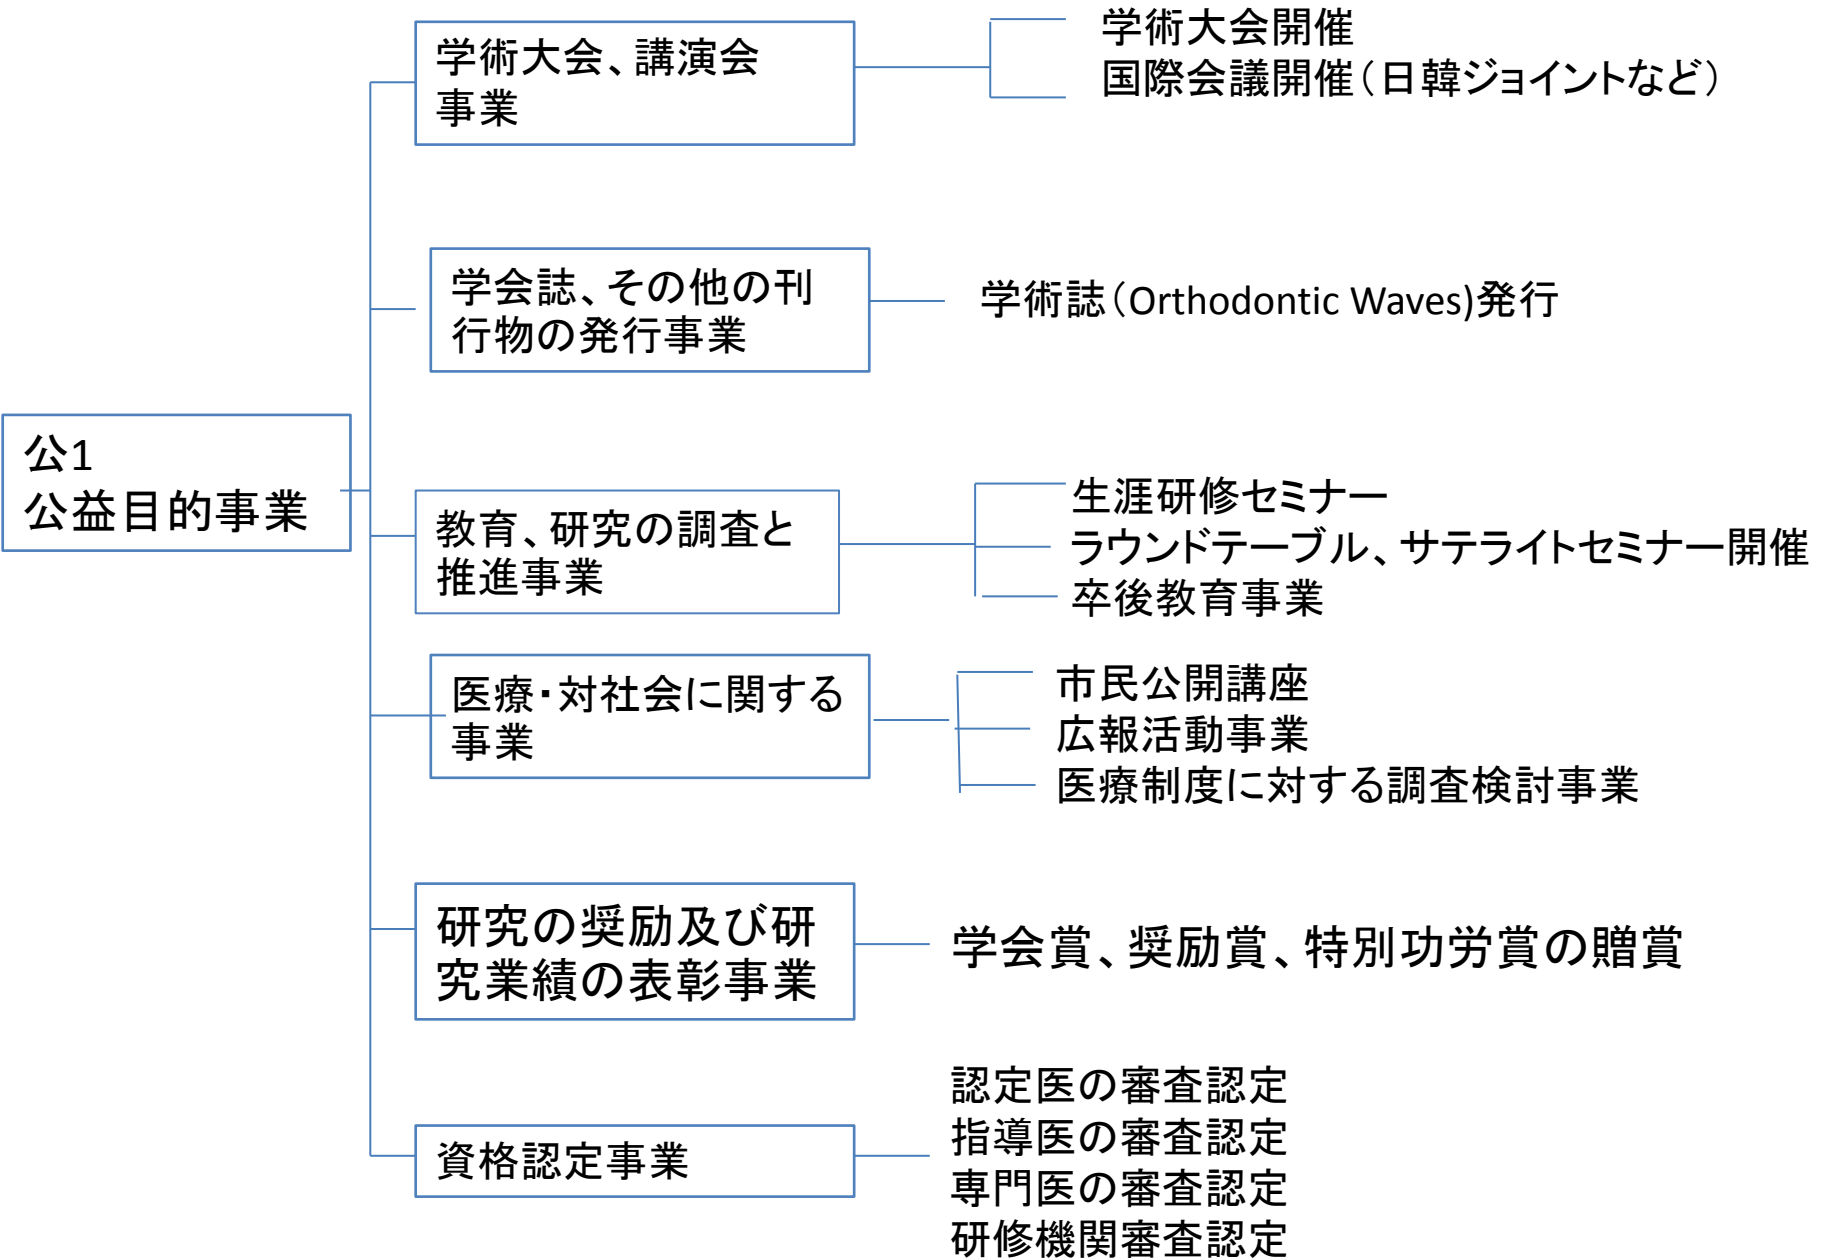 学術大会、講演会
事業
学術大会開催
国際会議開催（日韓ジョイントなど）
学会誌、その他の刊
行物の発行事業
学術誌（Orthodontic Waves)発行
公1
公益目的事業
教育、研究の調査と
推進事業
生涯研修セミナー
ラウンドテーブル、サテライトセミナー開催
卒後教育事業
医療・対社会に関する
事業
市民公開講座
広報活動事業
医療制度に対する調査検討事業
研究の奨励及び研
究業績の表彰事業
学会賞、奨励賞、特別功労賞の贈賞
資格認定事業
認定医の審査認定
指導医の審査認定
専門医の審査認定
研修機関審査認定